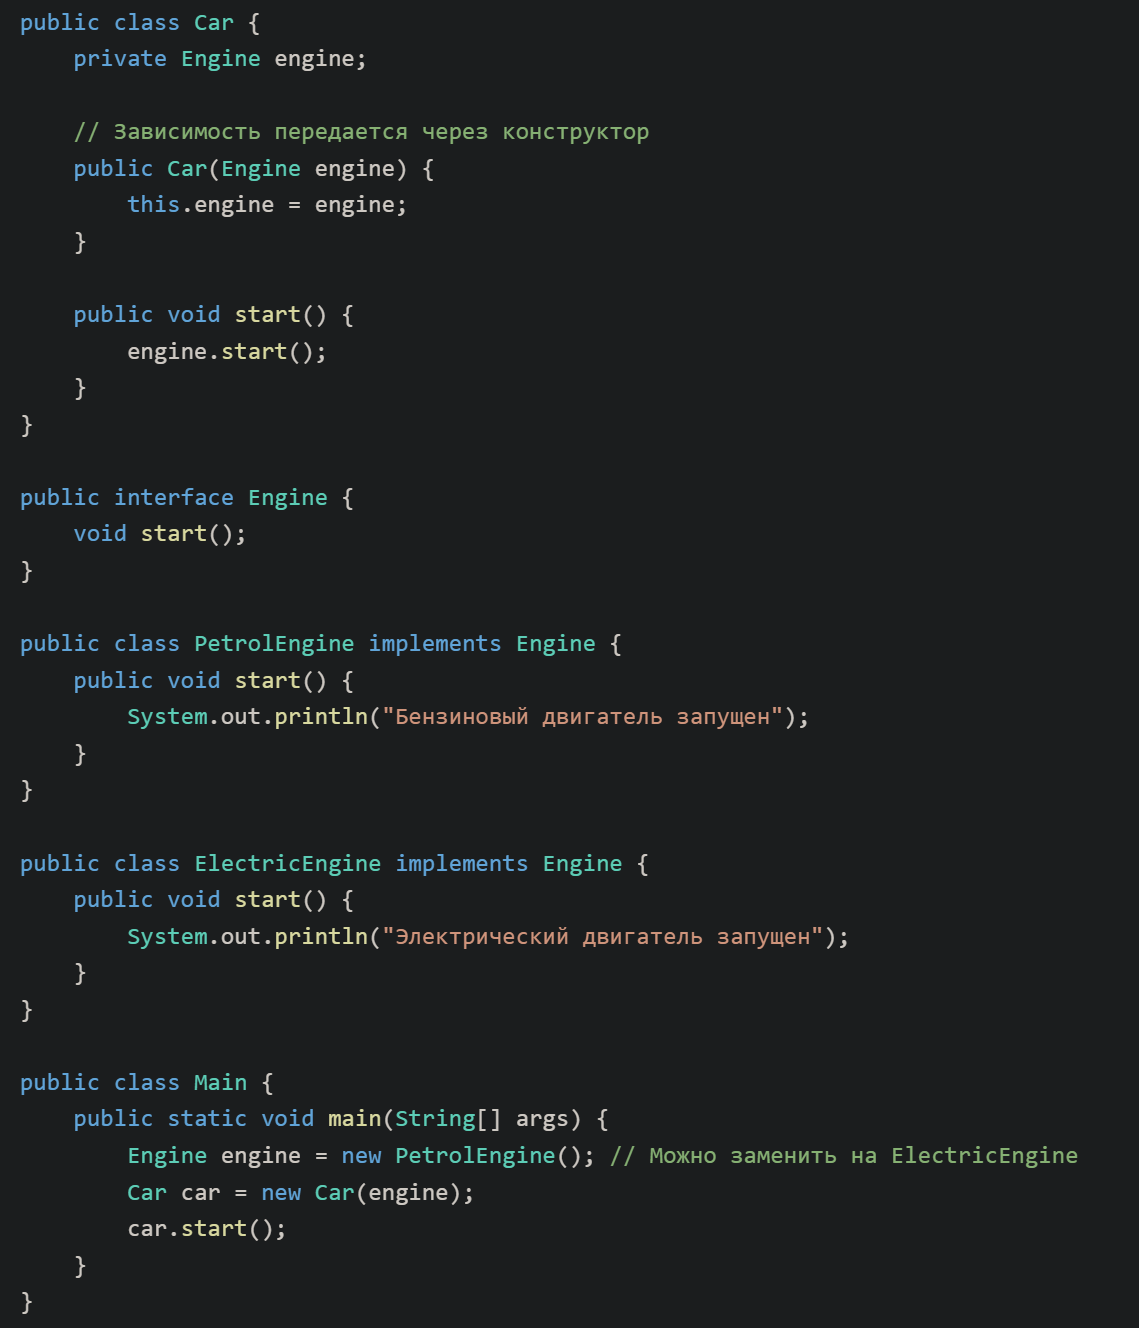 public class Car {
    private Engine engine;

    // Зависимость передается через конструктор
    public Car(Engine engine) {
        this.engine = engine;
    }

    public void start() {
        engine.start();
    }
}

public interface Engine {
    void start();
}

public class PetrolEngine implements Engine {
    public void start() {
        System.out.println("Бензиновый двигатель запущен");
    }
}

public class ElectricEngine implements Engine {
    public void start() {
        System.out.println("Электрический двигатель запущен");
    }
}

public class Main {
    public static void main(String[] args) {
        Engine engine = new PetrolEngine(); // Можно заменить на ElectricEngine
        Car car = new Car(engine);
        car.start();
    }
}